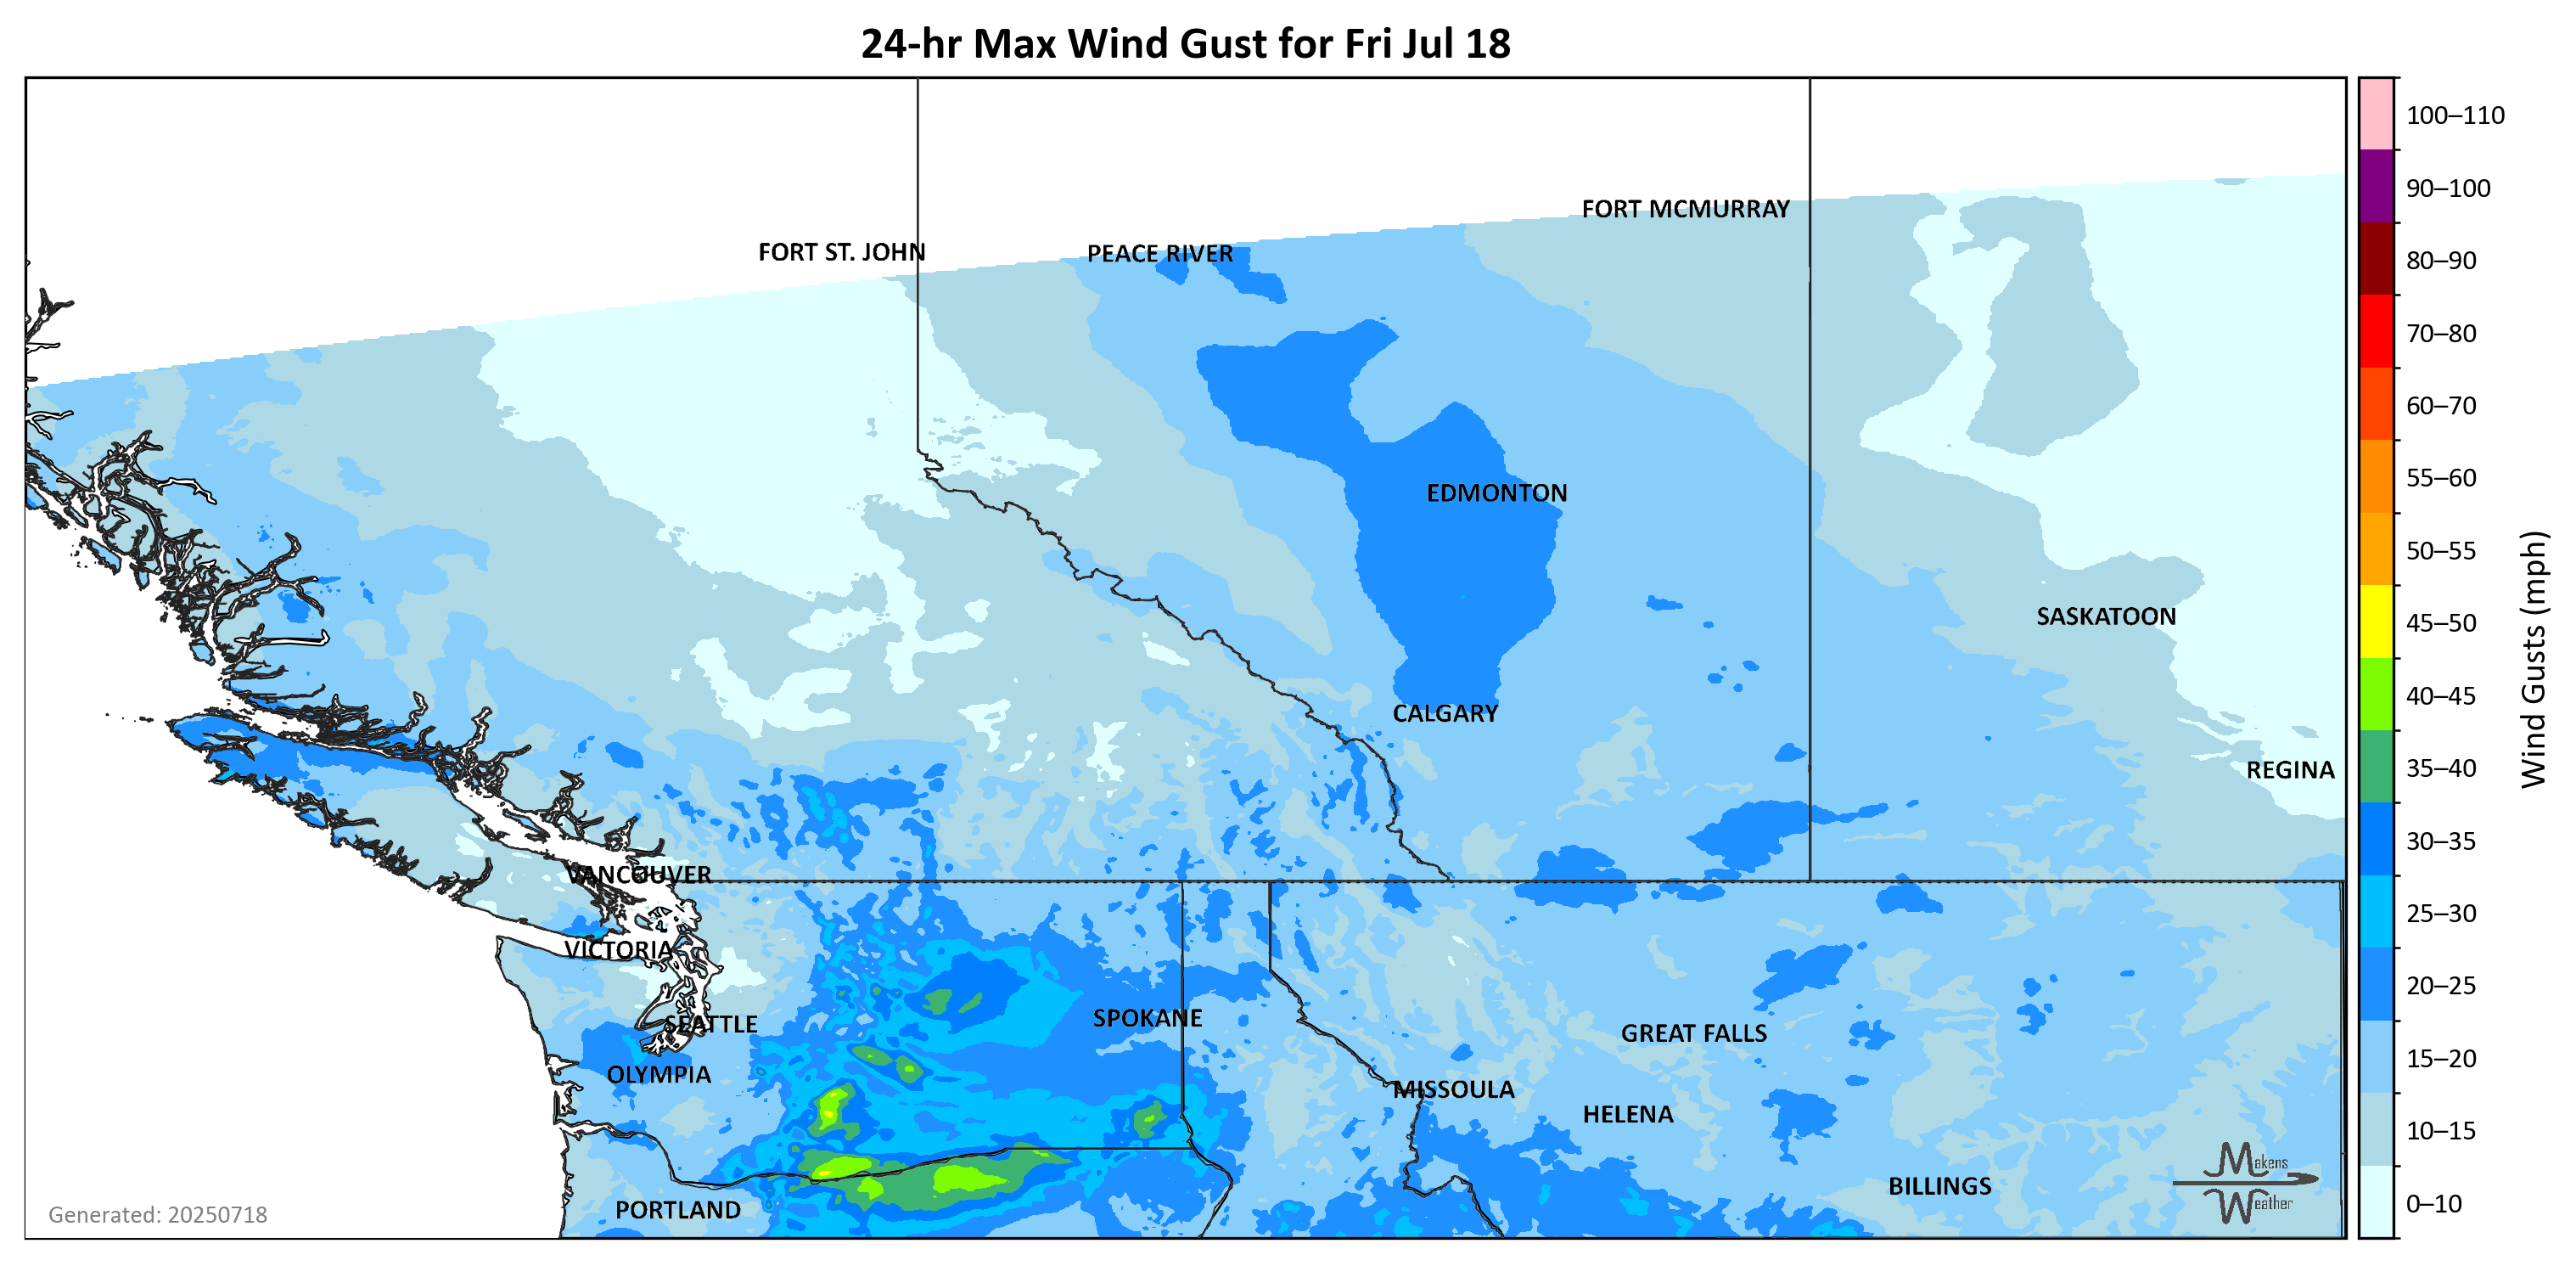 24-hr Max Wind Gust for Fri Jul 18
100–110
90–100
80–90
70–80
60–70
55–60
50–55
45–50
40–45
35–40
30–35
25–30
20–25
15–20
10–15
0–10
Wind Gusts (mph)
FORT MCMURRAY
FORT ST. JOHN
PEACE RIVER
EDMONTON
SASKATOON
CALGARY
REGINA
VANCOUVER
VICTORIA
SEATTLE
SPOKANE
GREAT FALLS
OLYMPIA
MISSOULA
HELENA
BILLINGS
PORTLAND
Makens
Weather
Generated: 20250718